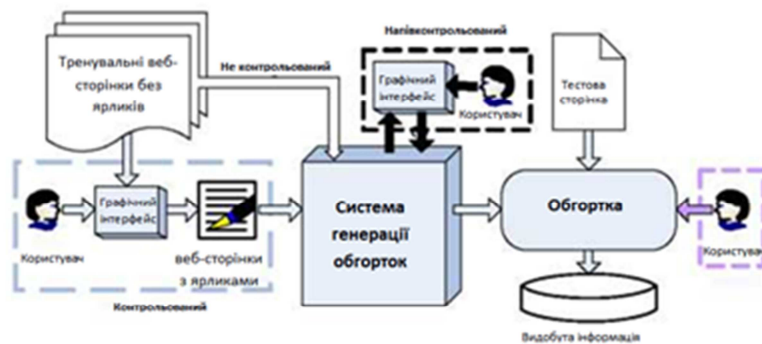 Тренувальні веб-
сторінки без
ярликів
Не контрольований
Напівконтрольований
Графічний
інтерфейс
Користувач
Тестова
сторінка
Користувач
Графічний
інтерфейс
веб-сторінки
з ярликами
Контрольований
Система
генерації
обгорток
Обгортка
Користувач
Видобута інформація